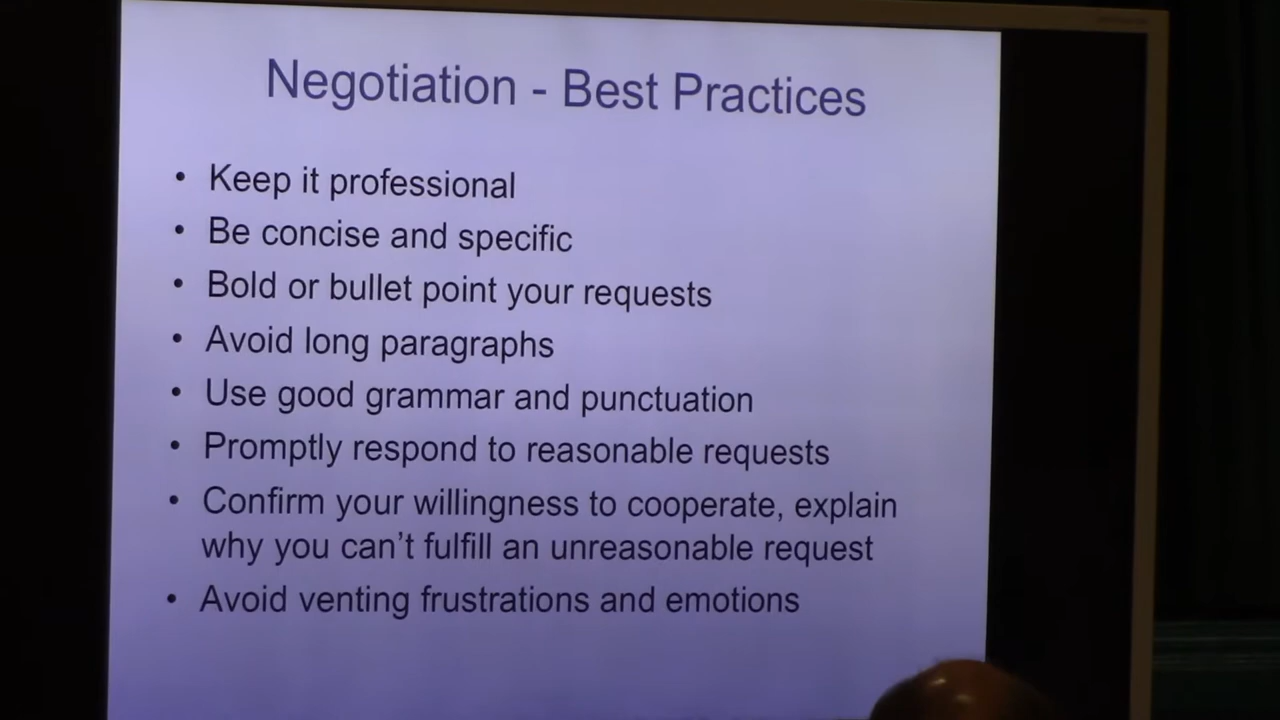 Negotiation - Best Practices
• Keep it professional
• Be concise and specific
• Bold or bullet point your requests
• Avoid long paragraphs
• Use good grammar and punctuation
• Promptly respond to reasonable requests
• Confirm your willingness to cooperate, explain
why you can't fulfill an unreasonable request
• Avoid venting frustrations and emotions